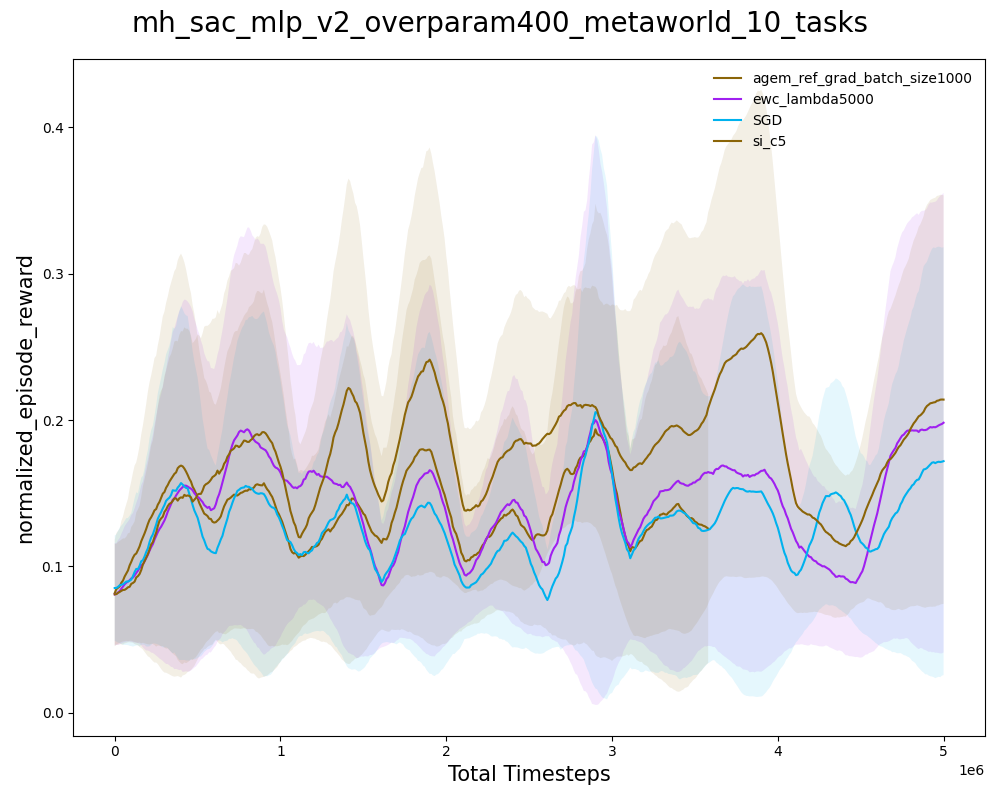 mh_sac_mlp_v2_overparam400_metaworld_10_tasks
agem_ref_grad_batch_size1000
ewc_lambda5000
SGD
si_c5
normalized_episode_reward
0.4
0.3
0.2
0.1
0.0
0 1 2 3 4 5
1e6
Total Timesteps